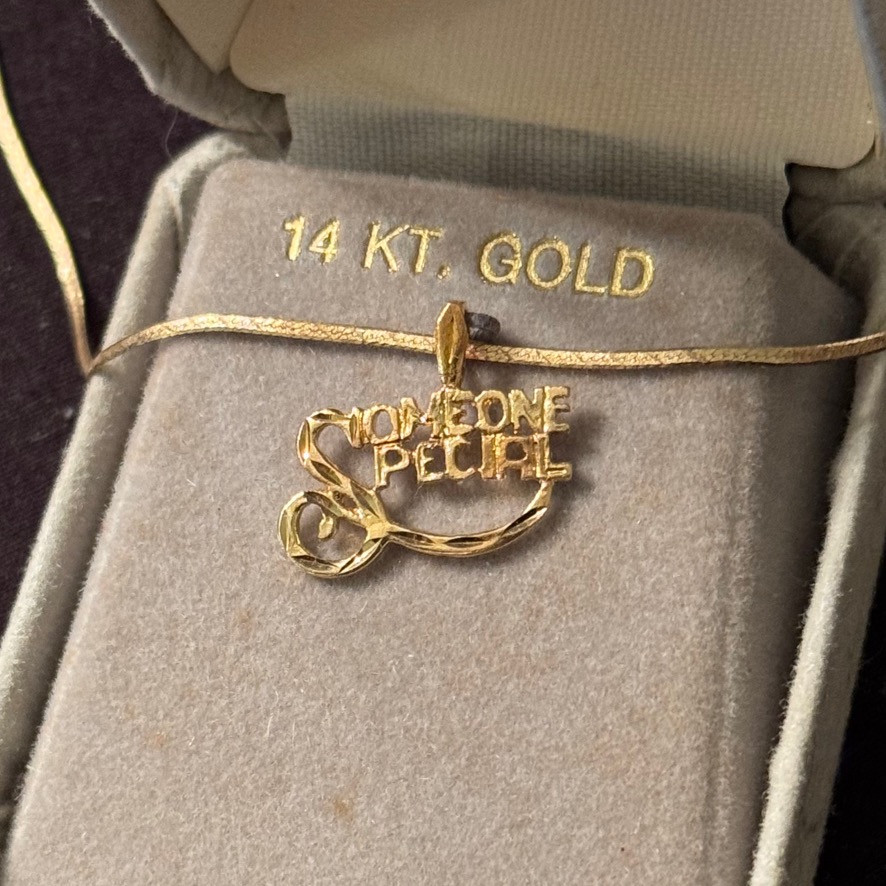 14 KT. GOLD
SOMEONE
SPECIAL